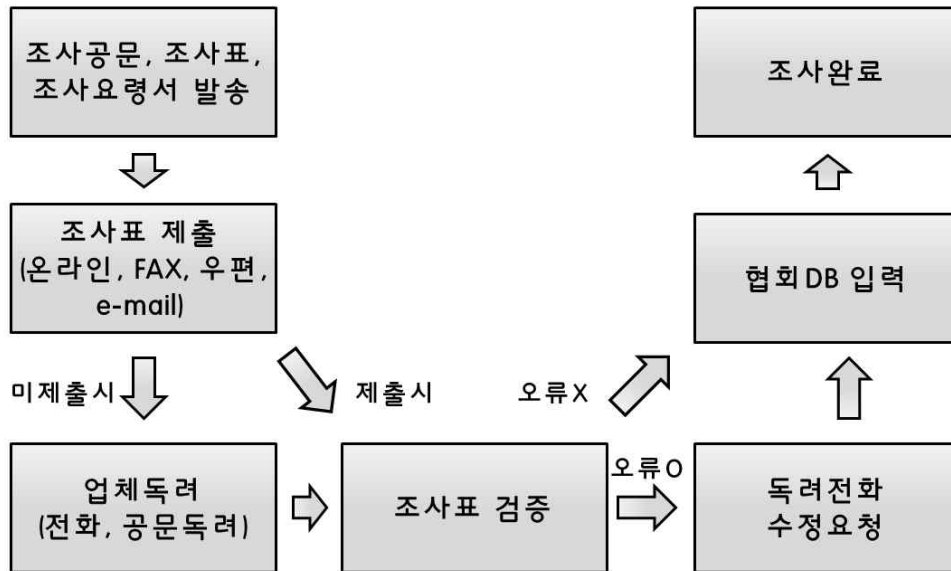 조사공문, 조사표,
조사요령서 발송
조사완료
조사표 제출
(온라인, FAX, 우편,
e-mail)
협회DB 입력
미제출시
제출시
오류X
업체독려
(전화, 공문독려)
조사표 검증
오류O
독려전화
수정요청